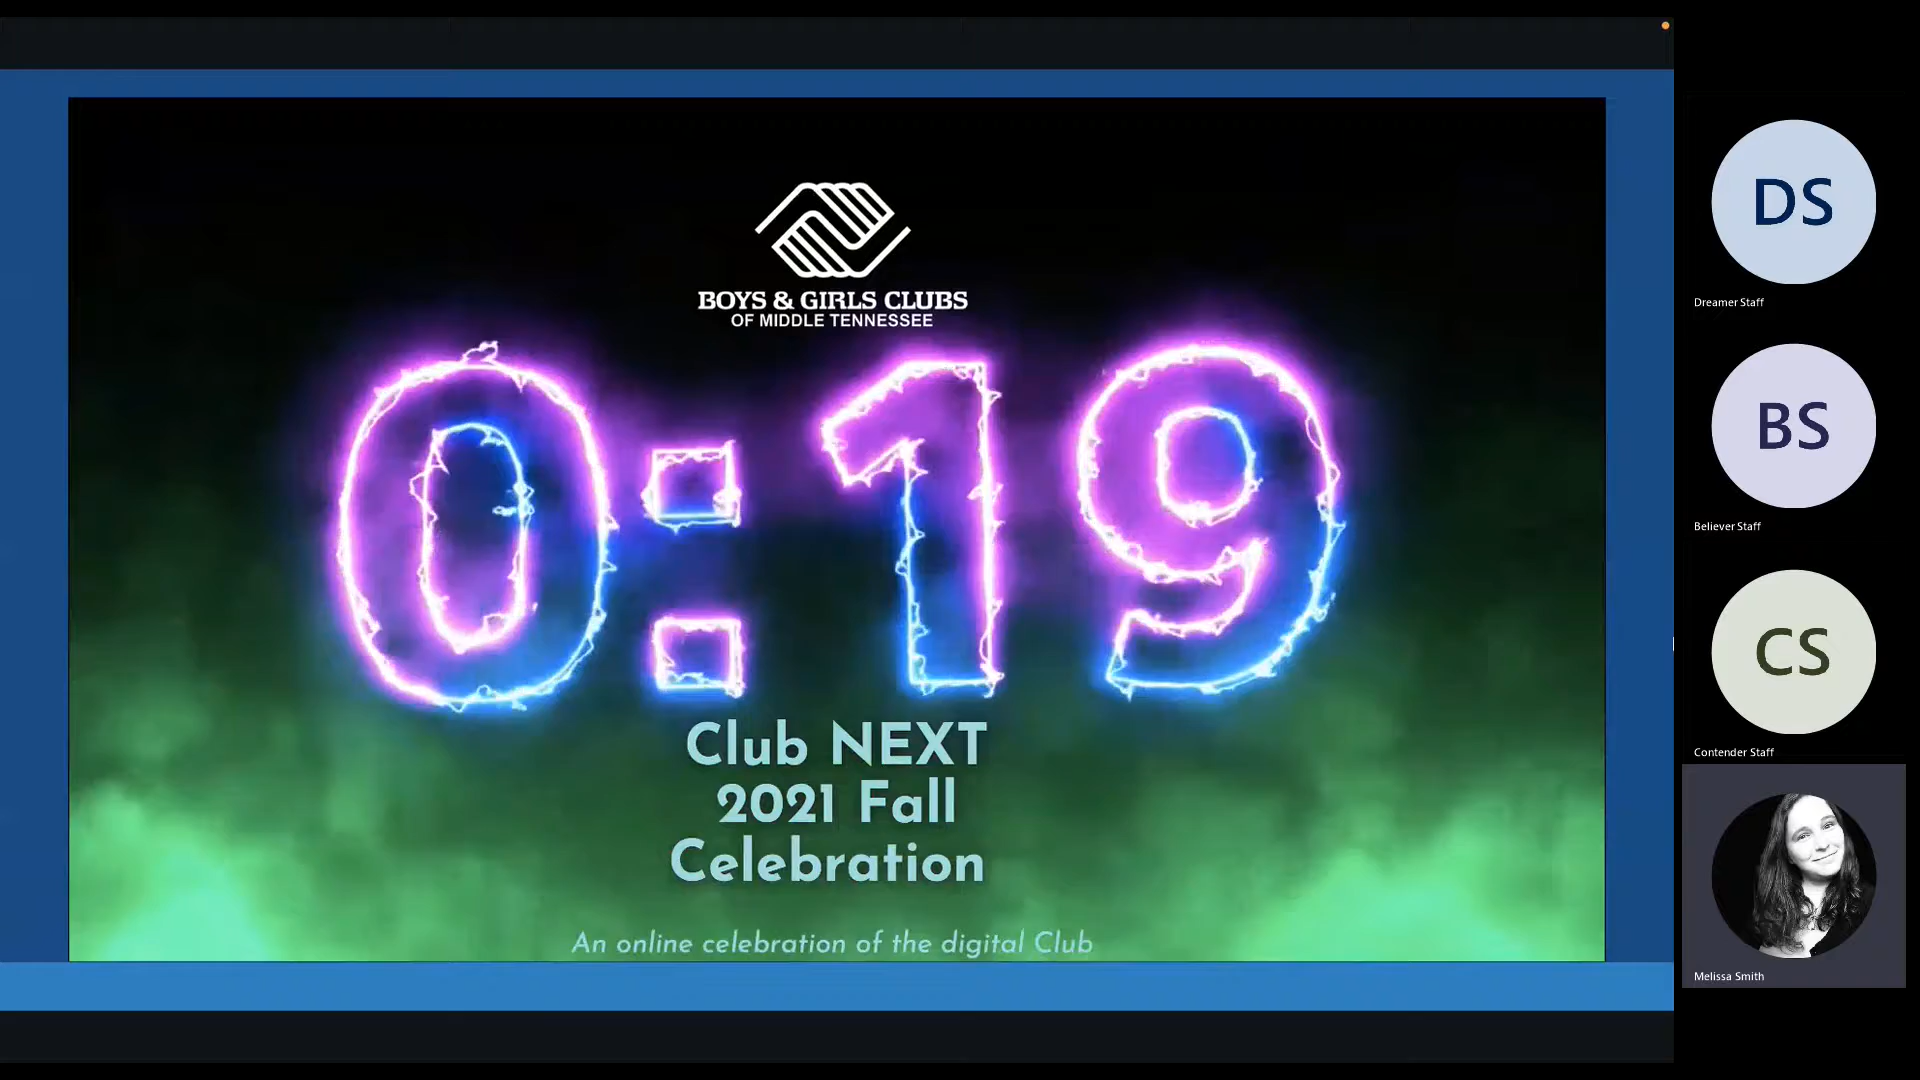 BOYS & GIRLS CLUBS
OF MIDDLE TENNESSEE
0:19
Club NEXT
2021 Fall
Celebration
An online celebration of the digital Club
DS
Dreamer Staff
BS
Believer Staff
CS
Contender Staff
Melissa Smith